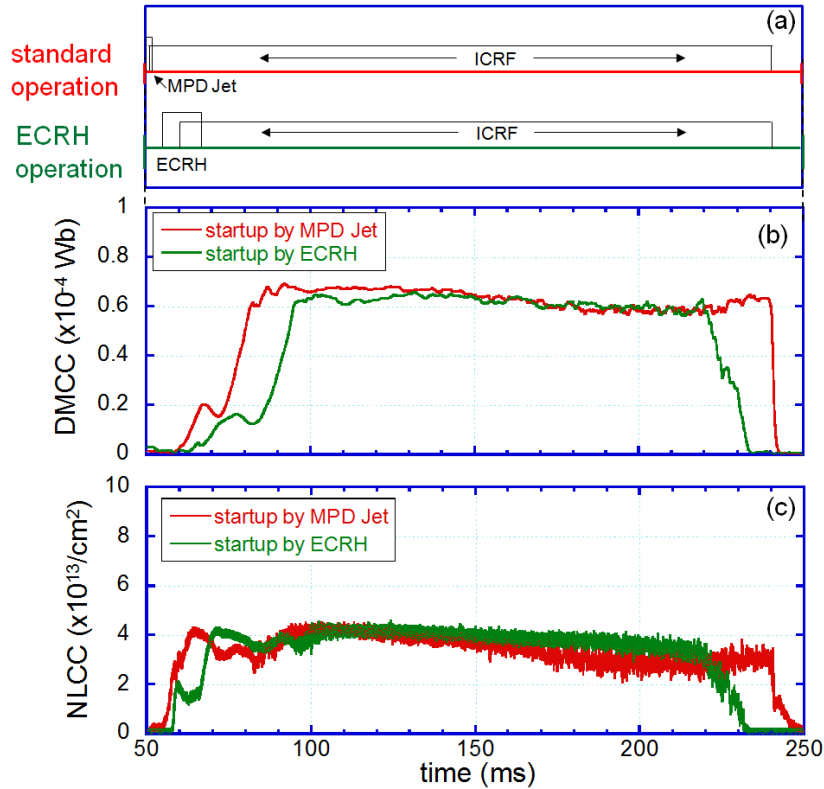 (a)
standard
operation
ICRF
MPD Jet
ECRH
operation
ICRF
ECRH
1
0.8
0.6
0.4
0.2
0
DMCC (x10⁻⁴ Wb)
startup by MPD Jet
startup by ECRH
(b)
10
8
6
4
2
0
NLCC (x10¹³/cm²)
startup by MPD Jet
startup by ECRH
(c)
50 100 150 200 250
time (ms)